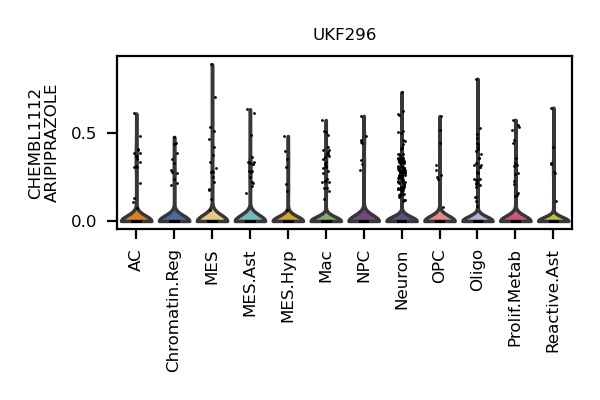 UKF296
CHEMBL1112
ARIPIPRAZOLE
0.5
0.0
AC
Chromatin.Reg
MES
MES.Ast
MES.Hyp
Mac
NPC
Neuron
OPC
Oligo
Prolif.Metab
Reactive.Ast